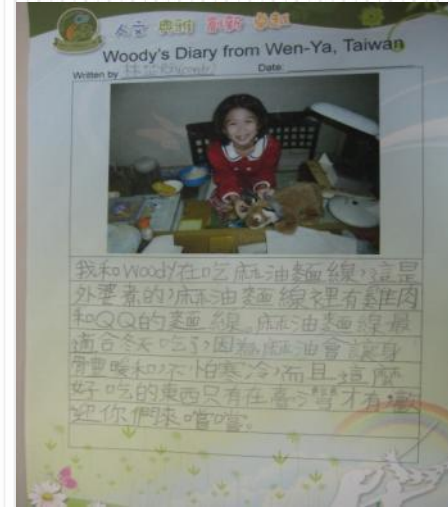 Woody's Diary from Wen-Ya, Taiwan
Written by
Date:
我和Woody在吃麻油麵線,這是
外婆煮的,麻油麵線裡有雞肉
和QQ的麵線。麻油麵線最
適合冬天吃了,因為麻油會讓身
體變暖和,不怕寒冷,而且這麼
好吃的東西只有在臺灣才有,歡
迎你們來嚐嚐。